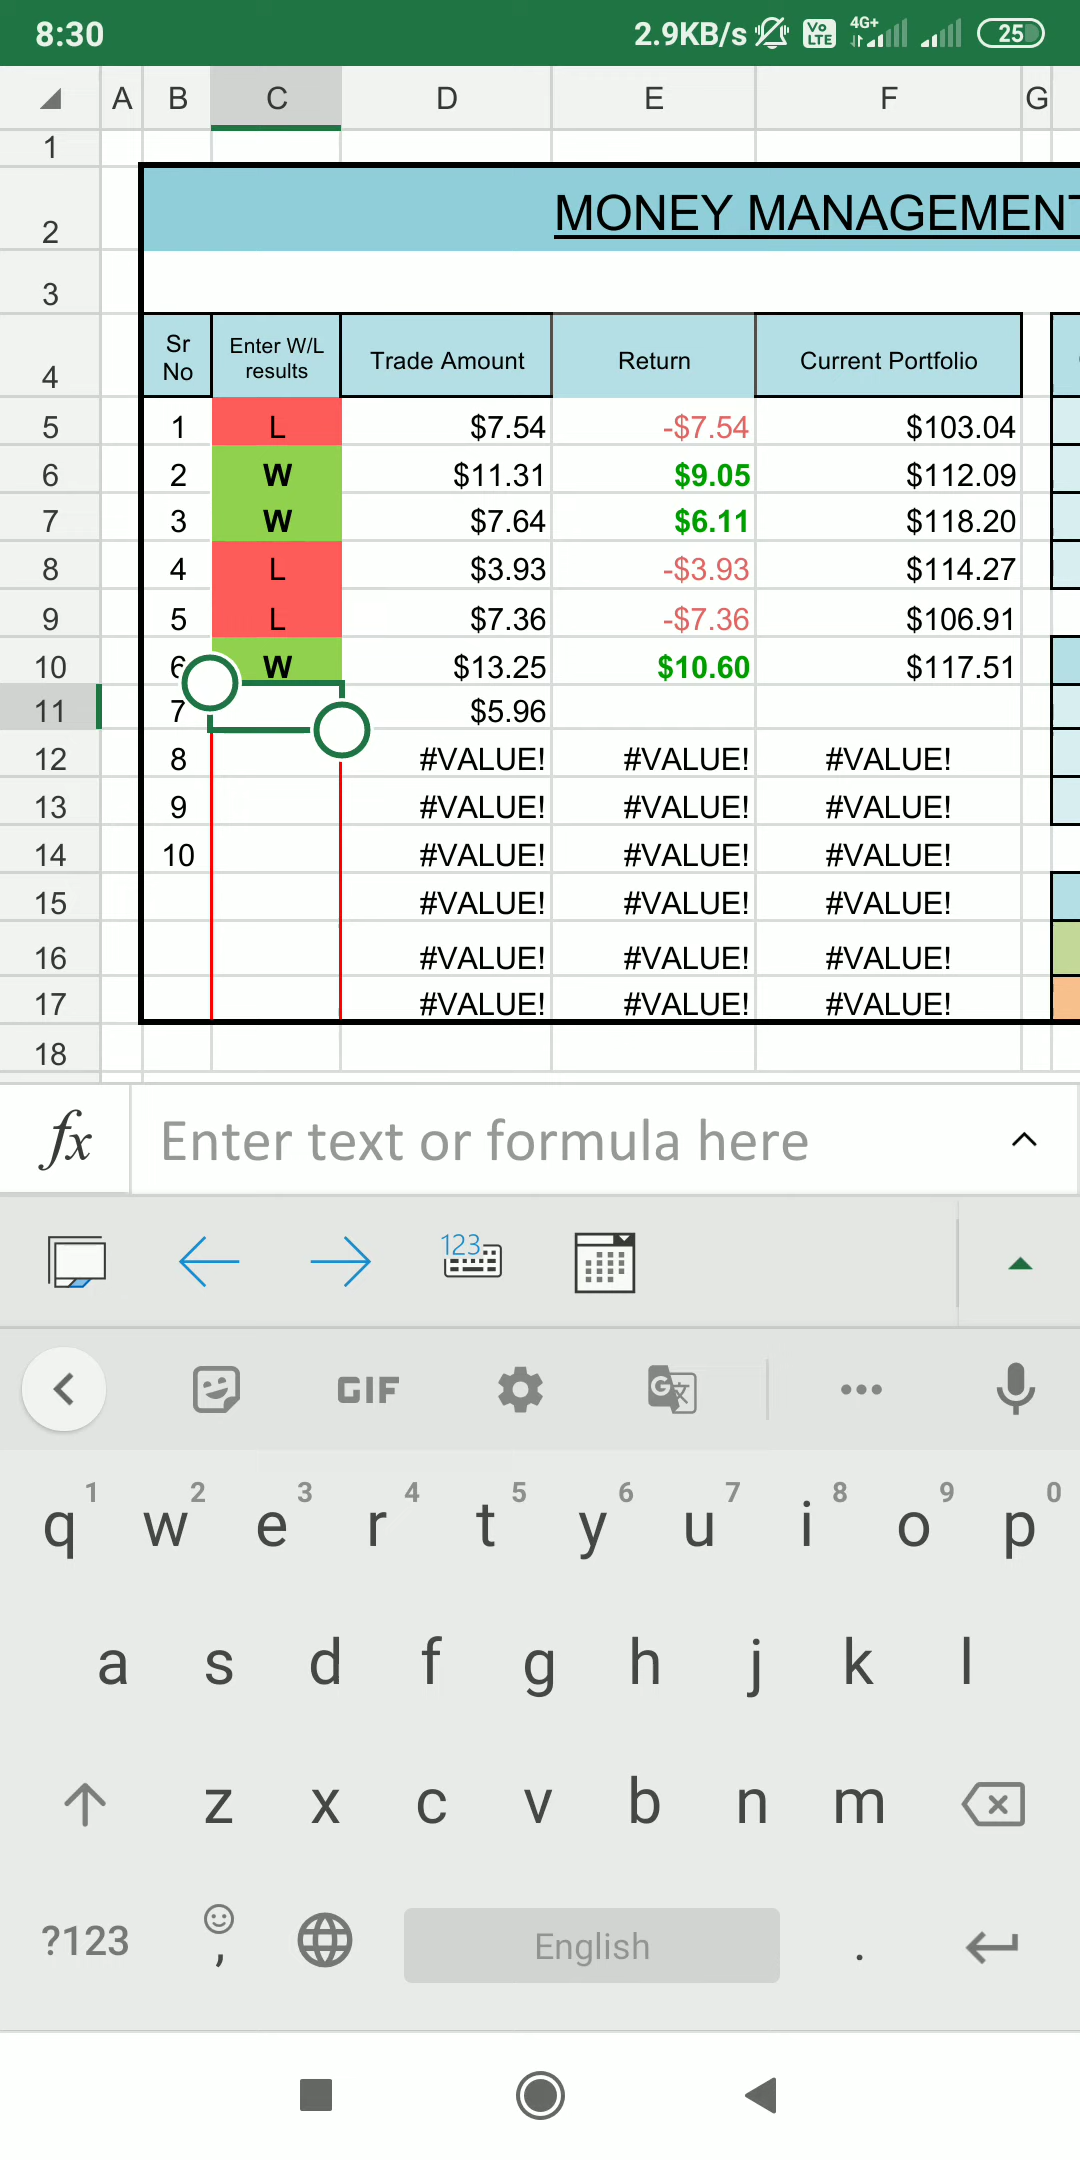 8:30 2.9KB/s Vo LTE 4G+ 25
A B C D E F G
1
2 MONEY MANAGEMENT
3
4 Sr No Enter W/L results Trade Amount Return Current Portfolio
5 1 L $7.54 -$7.54 $103.04
6 2 W $11.31 $9.05 $112.09
7 3 W $7.64 $6.11 $118.20
8 4 L $3.93 -$3.93 $114.27
9 5 L $7.36 -$7.36 $106.91
10 6 W $13.25 $10.60 $117.51
11 7 $5.96
12 8 #VALUE! #VALUE! #VALUE!
13 9 #VALUE! #VALUE! #VALUE!
14 10 #VALUE! #VALUE! #VALUE!
15 #VALUE! #VALUE! #VALUE!
16 #VALUE! #VALUE! #VALUE!
17 #VALUE! #VALUE! #VALUE!
18
fx Enter text or formula here
123
GIF G 文
1 2 3 4 5 6 7 8 9 0
q w e r t y u i o p
a s d f g h j k l
z x c v b n m
?123 , English .